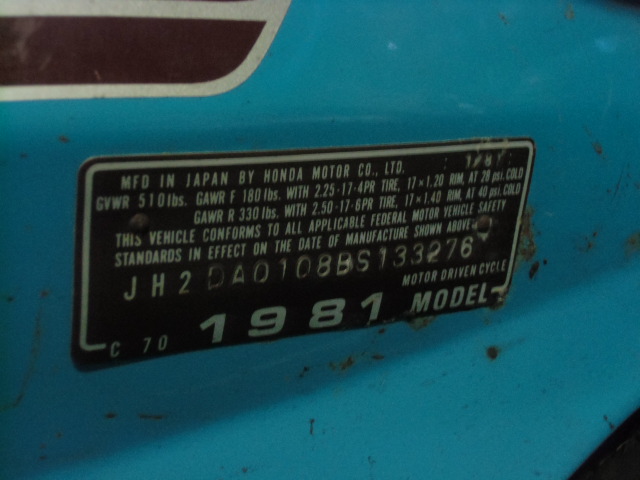 MFD IN JAPAN BY HONDA MOTOR CO., LTD.
GVWR 510 lbs. GAWR F 180 lbs. WITH 2.25-17-4PR TIRE, 17×1.20 RIM, AT 28 psi.COLD
GAWR R 330 lbs. WITH 2.50-17-6PR TIRE, 17×1.40 RIM, AT 40 psi.COLD
THIS VEHICLE CONFORMS TO ALL APPLICABLE FEDERAL MOTOR VEHICLE SAFETY
STANDARDS IN EFFECT ON THE DATE OF MANUFACTURE SHOWN ABOVE.
JH2DA0108BS133276
MOTOR DRIVEN CYCLE
C 70 1981 MODEL